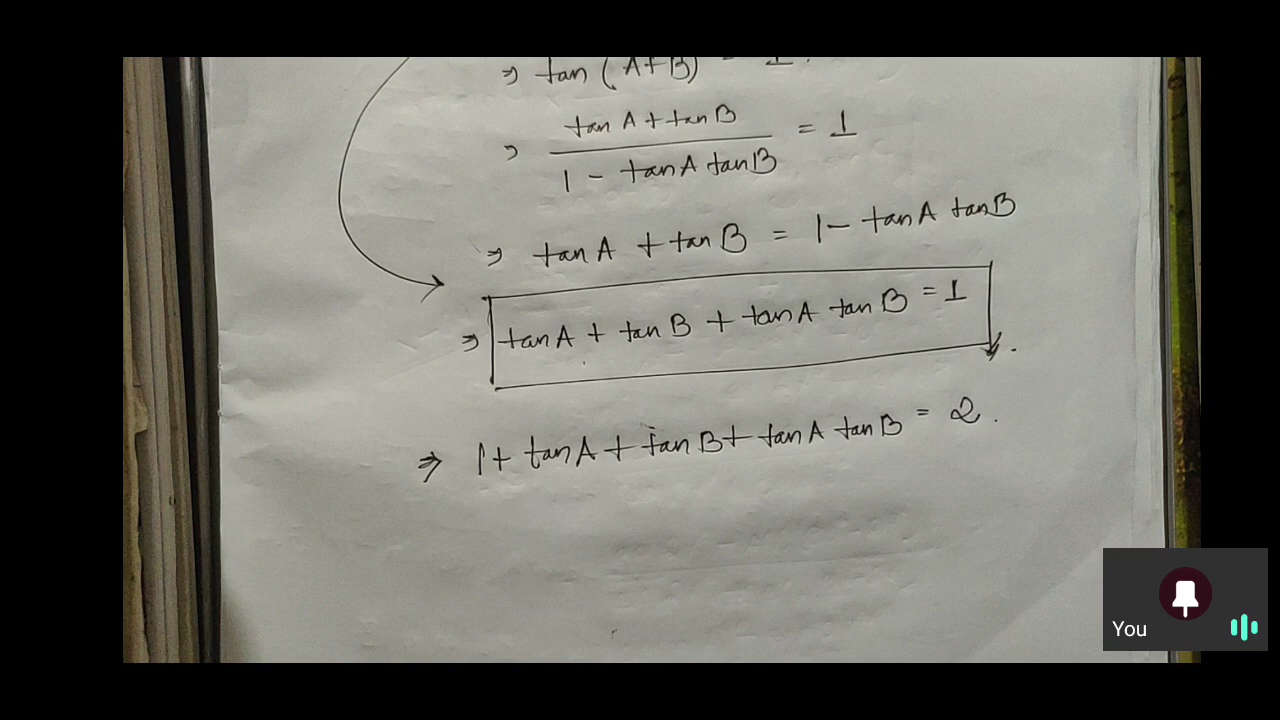 ⇒ tan (A+B) = 1.
⇒ tan A + tan B / 1 - tan A tan B = 1
⇒ tan A + tan B = 1 - tan A tan B
⇒ tan A + tan B + tan A tan B = 1
⇒ 1 + tan A + tan B + tan A tan B = 2.
You